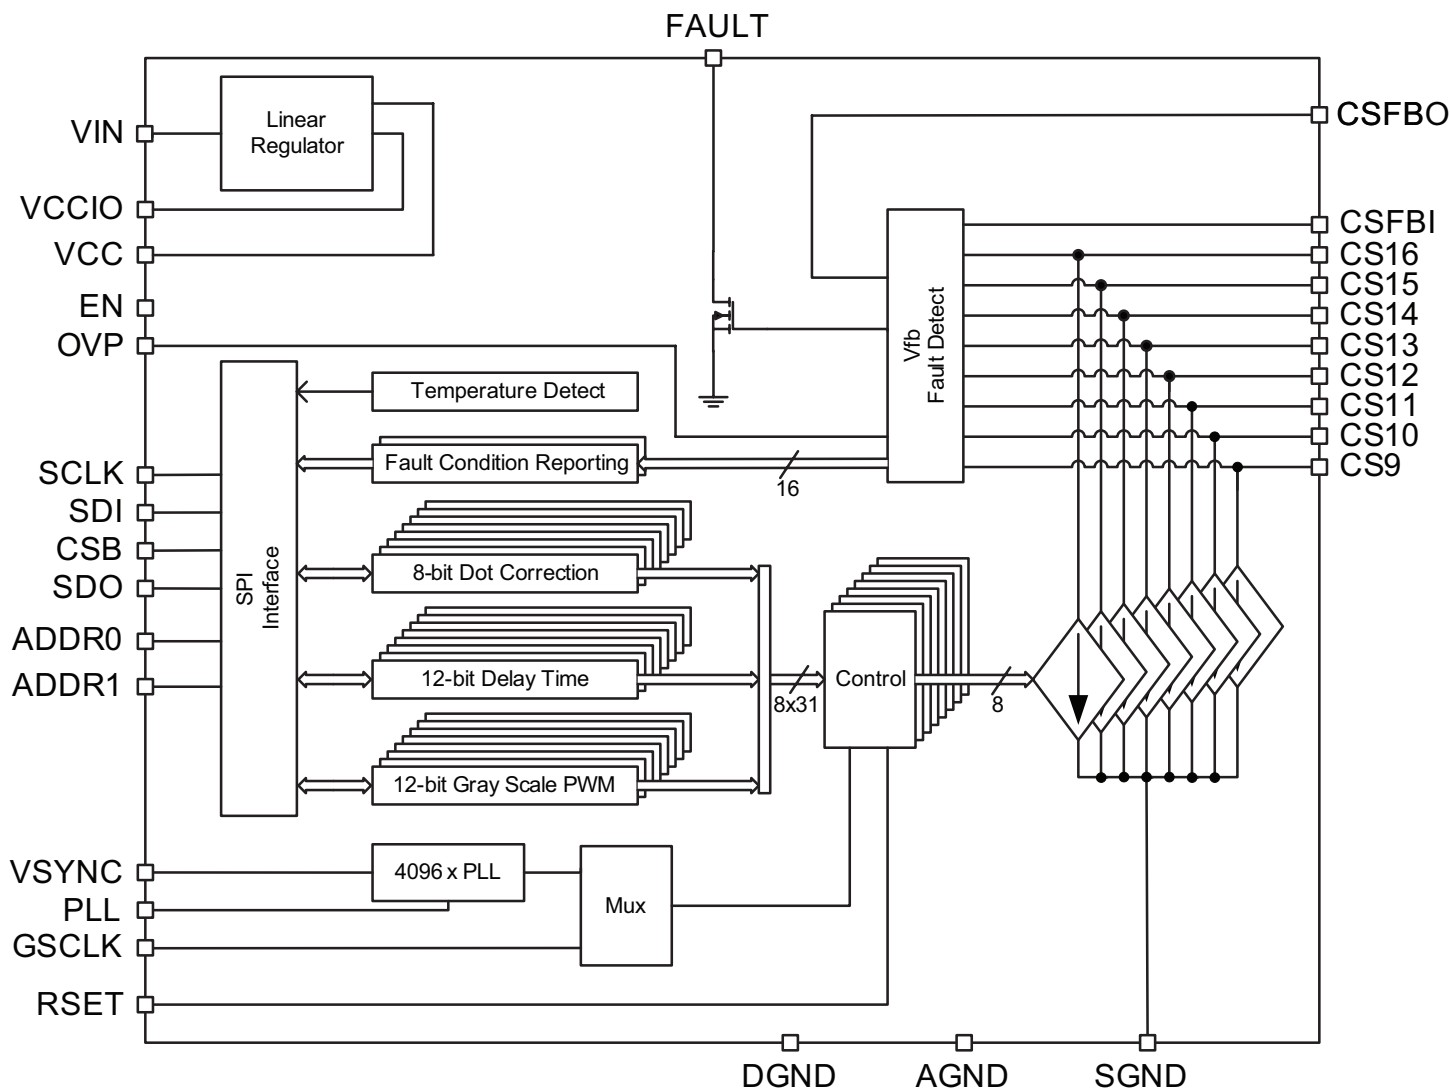 FAULT
VIN
Linear
Regulator
CSFBO
VCCIO
VCC
CSFBI
CS16
CS15
CS14
CS13
CS12
CS11
CS10
CS9
EN
OVP
Vfb
Fault Detect
Temperature Detect
Fault Condition Reporting
16
SCLK
SDI
CSB
SDO
ADDR0
ADDR1
SPI
Interface
8-bit Dot Correction
12-bit Delay Time
12-bit Gray Scale PWM
8x31
Control
8
VSYNC
PLL
GSCLK
RSET
4096 x PLL
Mux
DGND
AGND
SGND